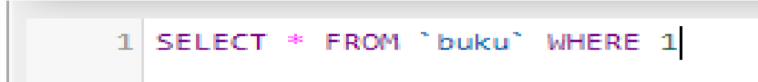 1 SELECT * FROM `buku` WHERE 1